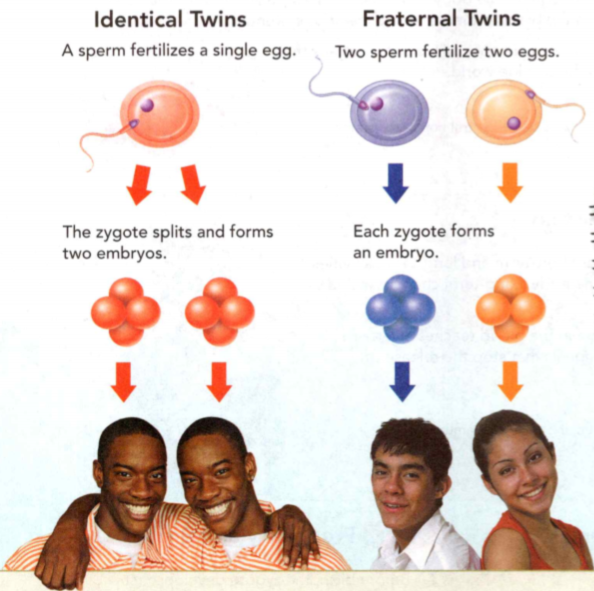 Identical Twins
A sperm fertilizes a single egg.
The zygote splits and forms
two embryos.
Fraternal Twins
Two sperm fertilize two eggs.
Each zygote forms
an embryo.